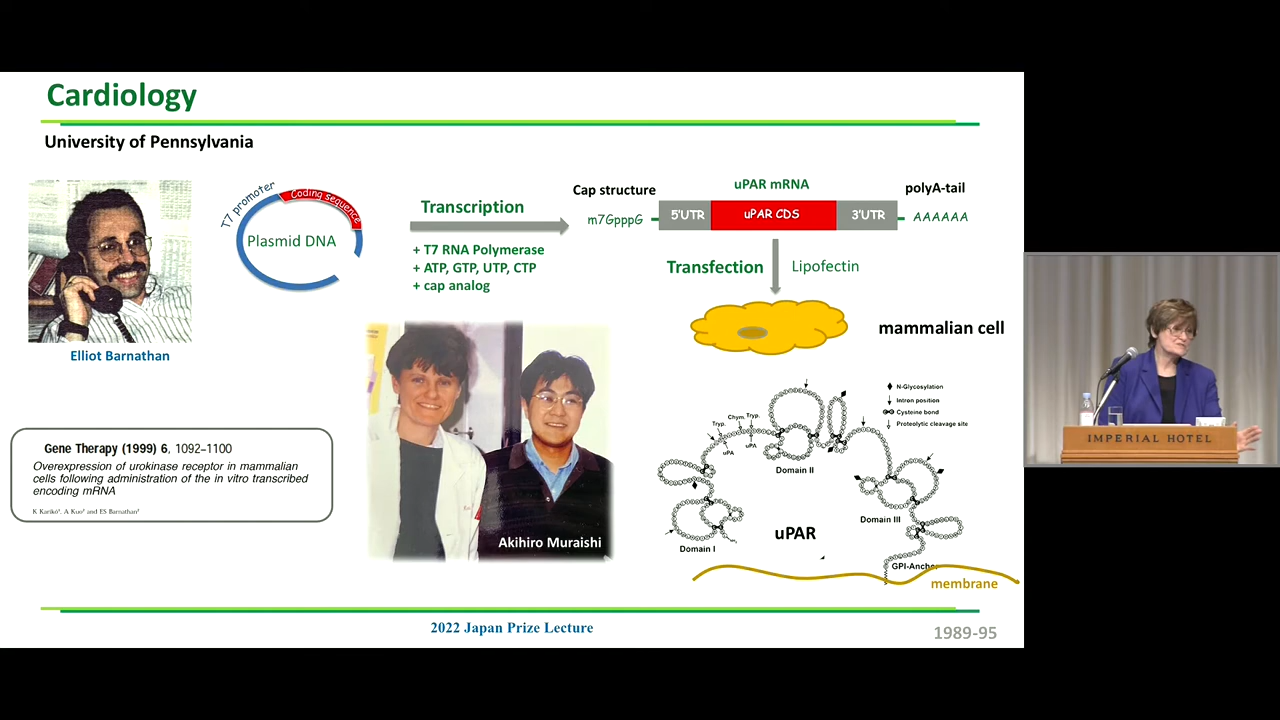 Cardiology
University of Pennsylvania
Elliot Barnathan
T7 promoter
Coding sequence
Plasmid DNA
Transcription
+ T7 RNA Polymerase
+ ATP, GTP, UTP, CTP
+ cap analog
Cap structure
uPAR mRNA
polyA-tail
m7GpppG
5'UTR
uPAR CDS
3'UTR
AAAAAA
Transfection
Lipofectin
mammalian cell
Gene Therapy (1999) 6, 1092–1100
Overexpression of urokinase receptor in mammalian
cells following administration of the in vitro transcribed
encoding mRNA
K Karikó¹, A Kuo² and ES Barnathan²
Akihiro Muraishi
N-Glycosylation
Intron position
Cysteine bond
Proteolytic cleavage site
Tryp.
Chym.
Tryp.
uPA
uPA
Domain I
Domain II
Domain III
uPAR
GPI-Anchor
membrane
2022 Japan Prize Lecture
1989-95
IMPERIAL HOTEL